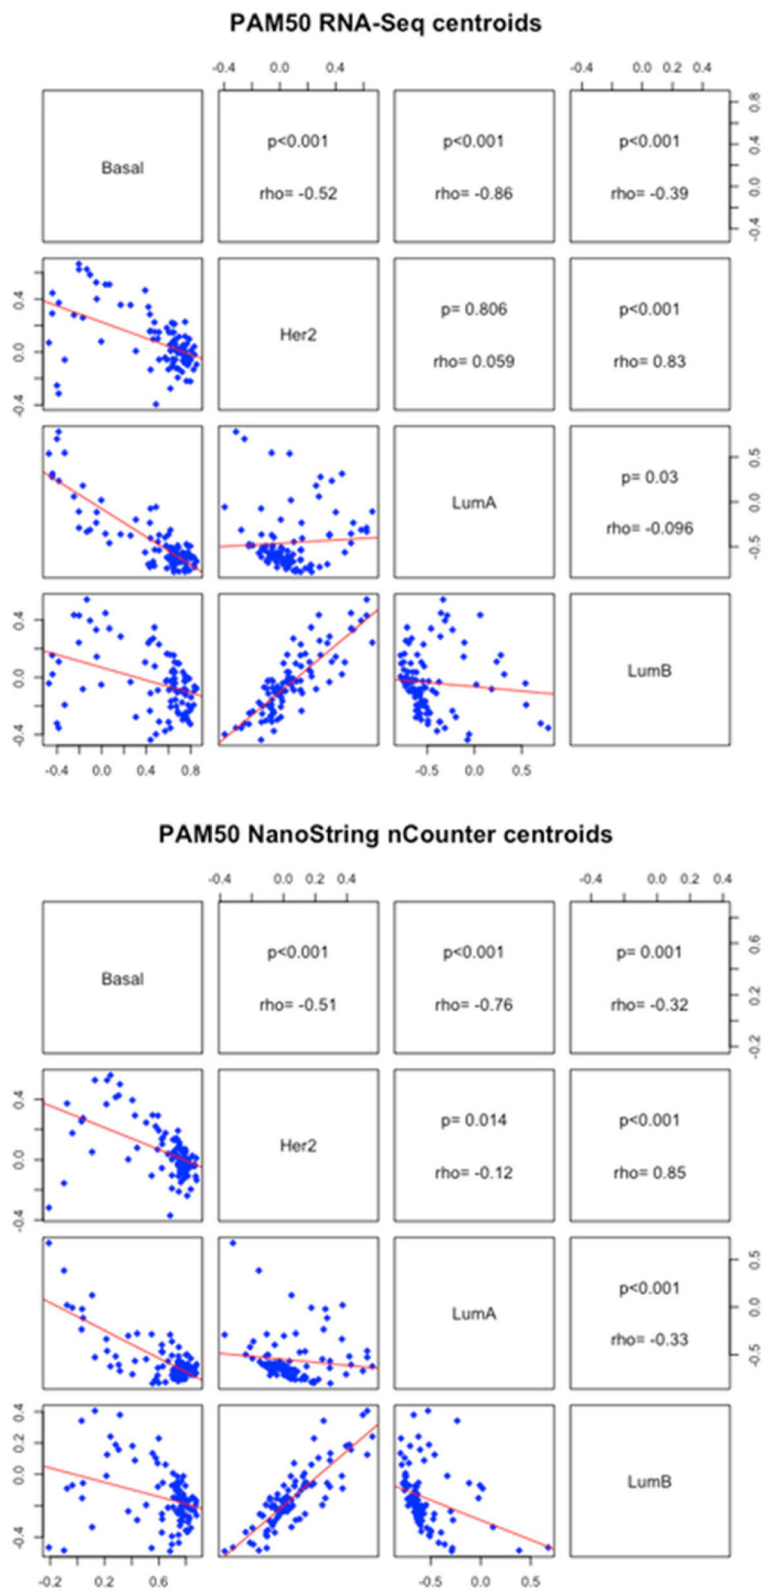 PAM50 RNA-Seq centroids
-0.4 0.0 0.4 -0.4 0.0 0.2 0.4
Basal p<0.001 p<0.001 p<0.001
rho= -0.52 rho= -0.86 rho= -0.39
-0.4 0.0 0.4 0.8
Her2 p= 0.806 p<0.001
rho= 0.059 rho= 0.83
-0.4 0.0 0.4
LumA p= 0.03
rho= -0.096
-0.5 0.0 0.5
LumB
-0.4 0.0 0.4
-0.4 0.0 0.4 0.8 -0.5 0.0 0.5
PAM50 NanoString nCounter centroids
-0.4 0.0 0.2 0.4 -0.4 0.0 0.2 0.4
Basal p<0.001 p<0.001 p= 0.001
rho= -0.51 rho= -0.76 rho= -0.32
-0.2 0.2 0.6
Her2 p= 0.014 p<0.001
rho= -0.12 rho= 0.85
-0.4 0.0 0.4
LumA p<0.001
rho= -0.33
-0.5 0.0 0.5
LumB
-0.4 0.0 0.2 0.4
-0.2 0.2 0.6 -0.5 0.0 0.5